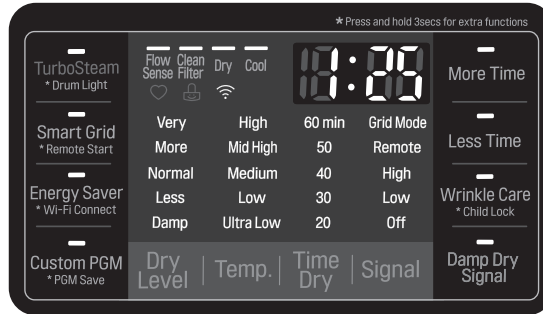 * Press and hold 3secs for extra functions
TurboSteam
* Drum Light
Smart Grid
* Remote Start
Energy Saver
* Wi-Fi Connect
Custom PGM
* PGM Save
Flow Sense
Clean Filter
Dry
Cool
1:25
Very High 60 min Grid Mode
More Mid High 50 Remote
Normal Medium 40 High
Less Low 30 Low
Damp Ultra Low 20 Off
Dry Level | Temp. | Time Dry | Signal
More Time
Less Time
Wrinkle Care
* Child Lock
Damp Dry
Signal